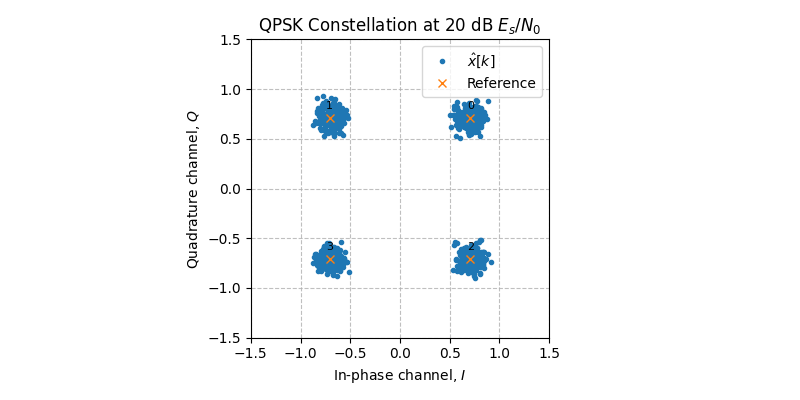 QPSK Constellation at 20 dB $E_s/N_0$
1.5
1.0
0.5
0.0
−0.5
−1.0
−1.5
Quadrature channel, Q
x̂[k]
Reference
1
0
3
2
−1.5 −1.0 −0.5 0.0 0.5 1.0 1.5
In-phase channel, I